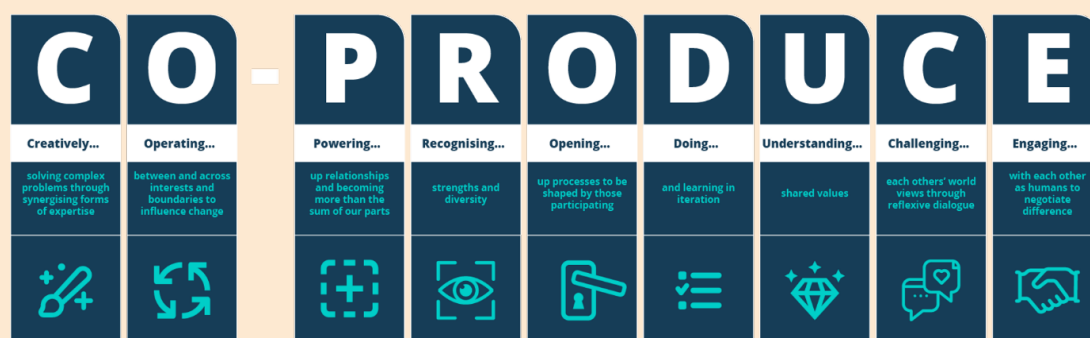 C O - P R O D U C E
Creatively...
solving complex
problems through
synergising forms
of expertise
Operating...
between and across
interests and
boundaries to
influence change
Powering...
up relationships
and becoming
more than the
sum of our parts
Recognising...
strengths and
diversity
Opening...
up processes to be
shaped by those
participating
Doing...
and learning in
iteration
Understanding...
shared values
Challenging...
each others' world
views through
reflexive dialogue
Engaging...
with each other
as humans to
negotiate
difference